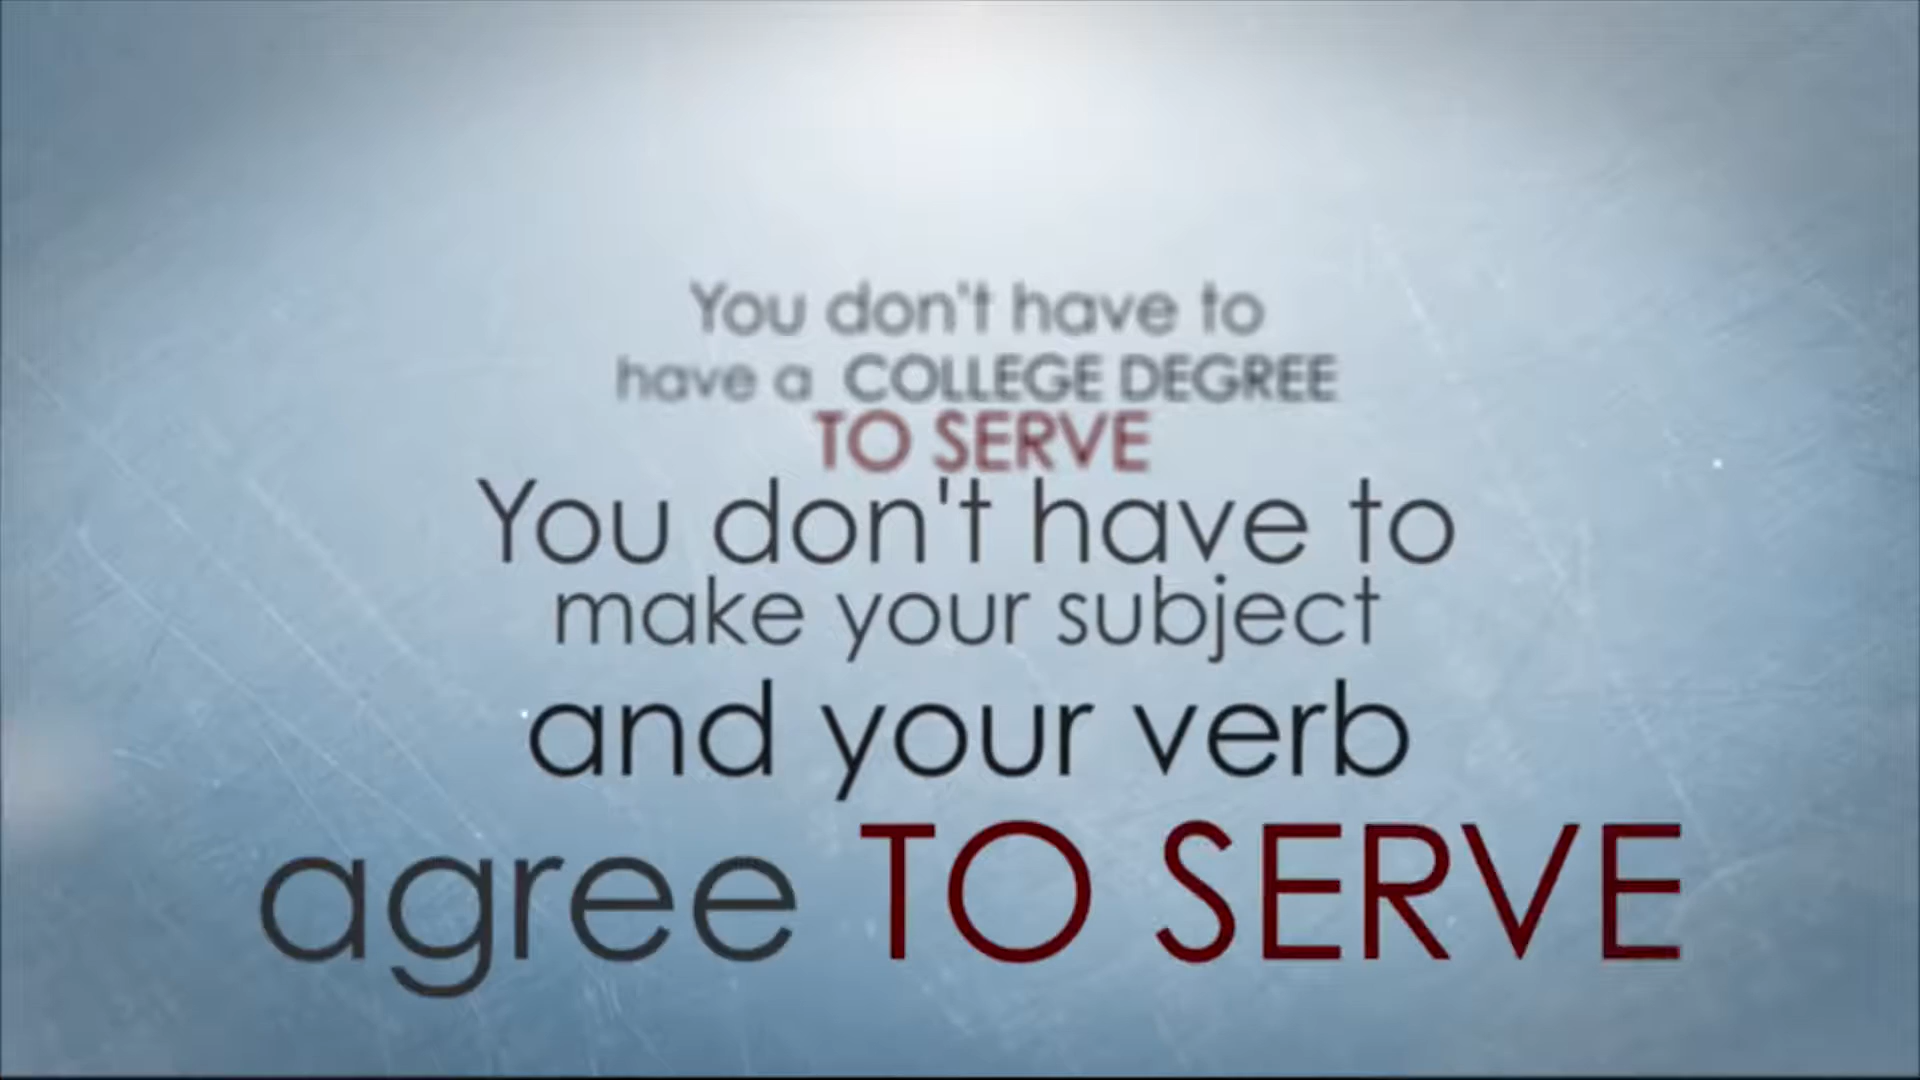 You don't have to
have a COLLEGE DEGREE
TO SERVE
You don't have to
make your subject
and your verb
agree TO SERVE